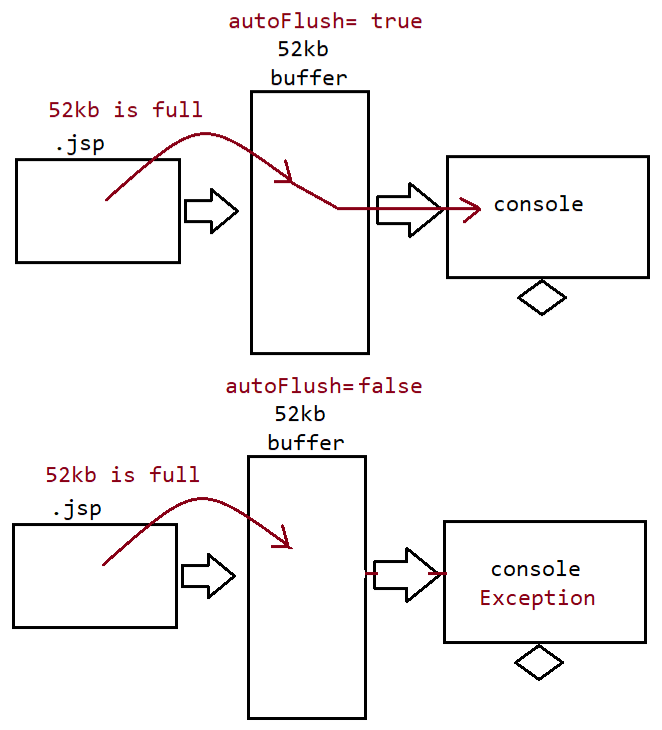 autoFlush= true
52kb
buffer
52kb is full
.jsp
console
autoFlush=false
52kb
buffer
52kb is full
.jsp
console
Exception